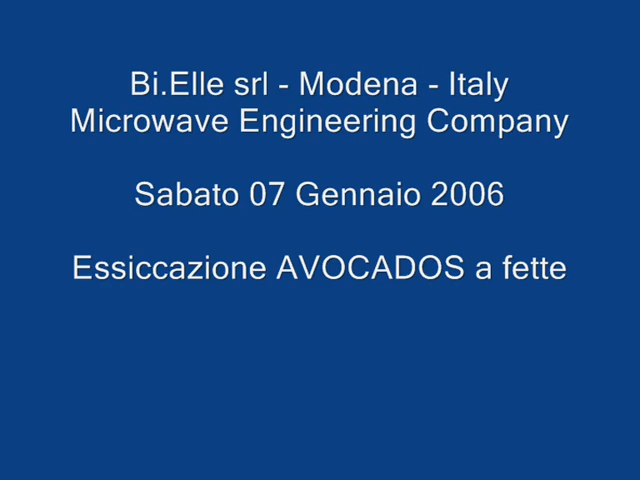 Bi.Elle srl - Modena - Italy
Microwave Engineering Company
Sabato 07 Gennaio 2006
Essiccazione AVOCADOS a fette